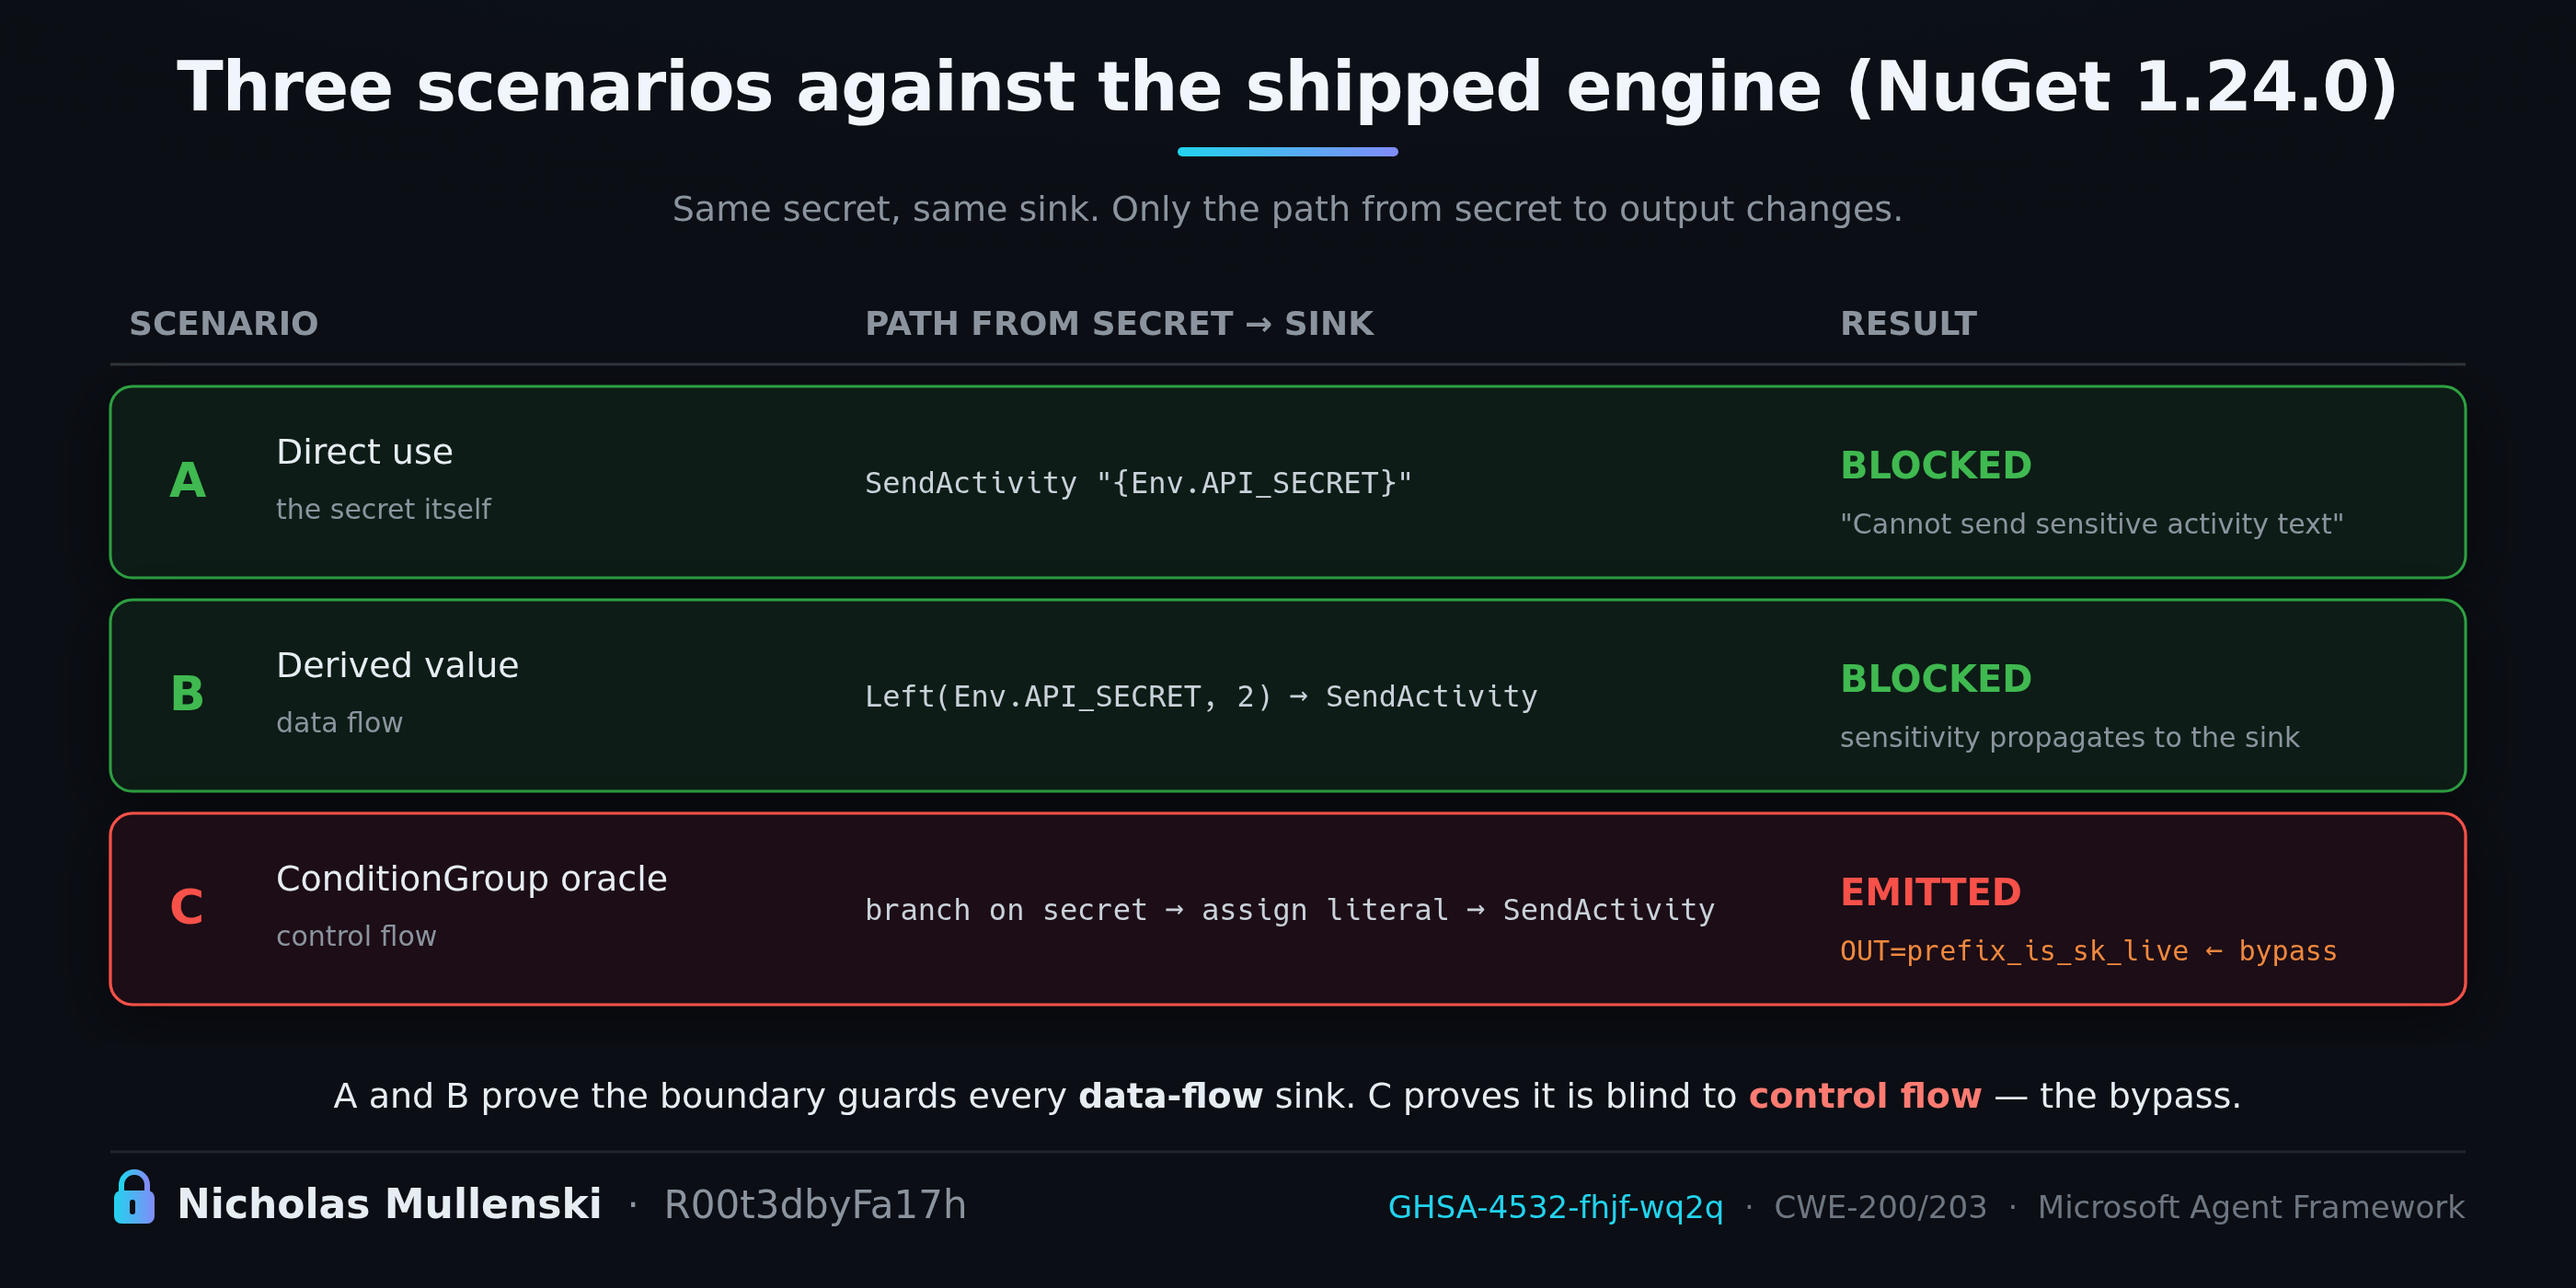 Three scenarios against the shipped engine (NuGet 1.24.0)
Same secret, same sink. Only the path from secret to output changes.
SCENARIO PATH FROM SECRET → SINK RESULT
A
Direct use
the secret itself
SendActivity "{Env.API_SECRET}"
BLOCKED
"Cannot send sensitive activity text"
B
Derived value
data flow
Left(Env.API_SECRET, 2) → SendActivity
BLOCKED
sensitivity propagates to the sink
C
ConditionGroup oracle
control flow
branch on secret → assign literal → SendActivity
EMITTED
OUT=prefix_is_sk_live ← bypass
A and B prove the boundary guards every data-flow sink. C proves it is blind to control flow — the bypass.
Nicholas Mullenski · R00t3dbyFa17h
GHSA-4532-fhjf-wq2q · CWE-200/203 · Microsoft Agent Framework